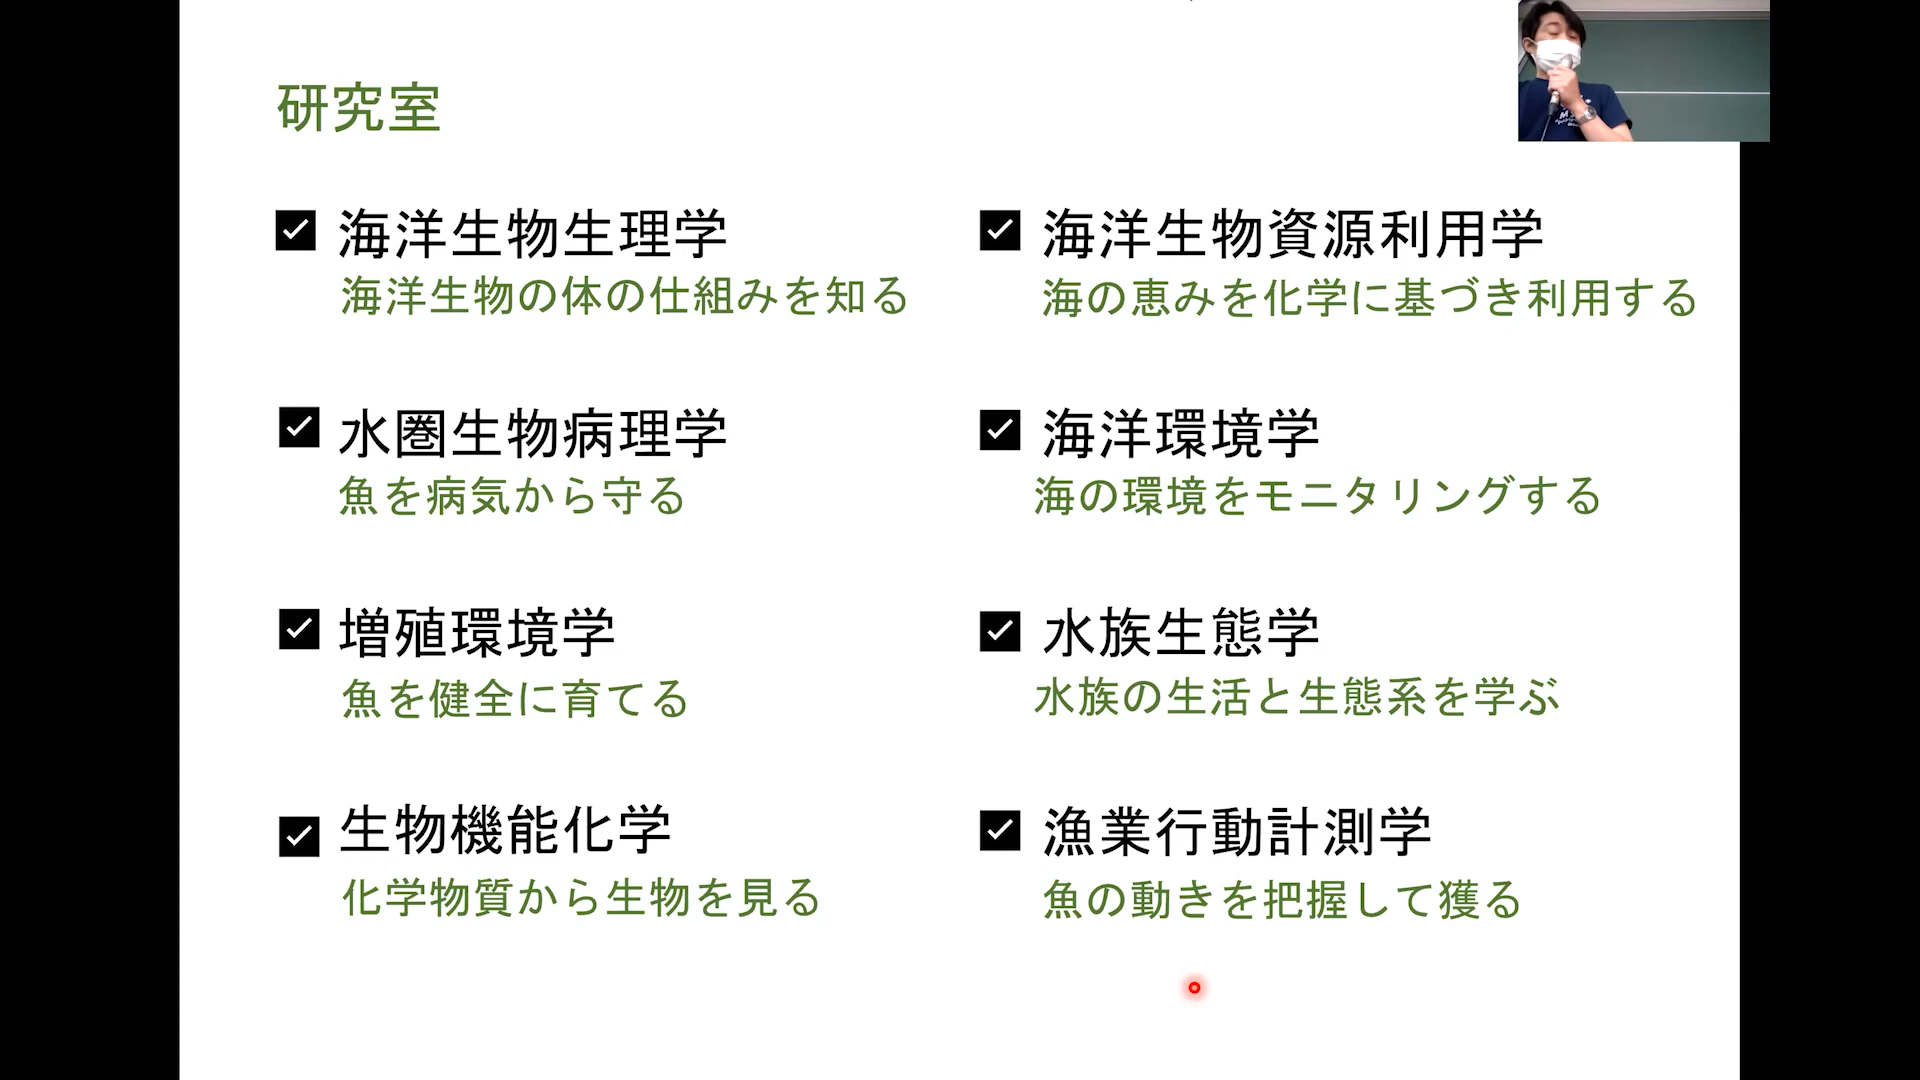 研究室
海洋生物生理学
海洋生物の体の仕組みを知る
水圏生物病理学
魚を病気から守る
増殖環境学
魚を健全に育てる
生物機能化学
化学物質から生物を見る
海洋生物資源利用学
海の恵みを化学に基づき利用する
海洋環境学
海の環境をモニタリングする
水族生態学
水族の生活と生態系を学ぶ
漁業行動計測学
魚の動きを把握して獲る